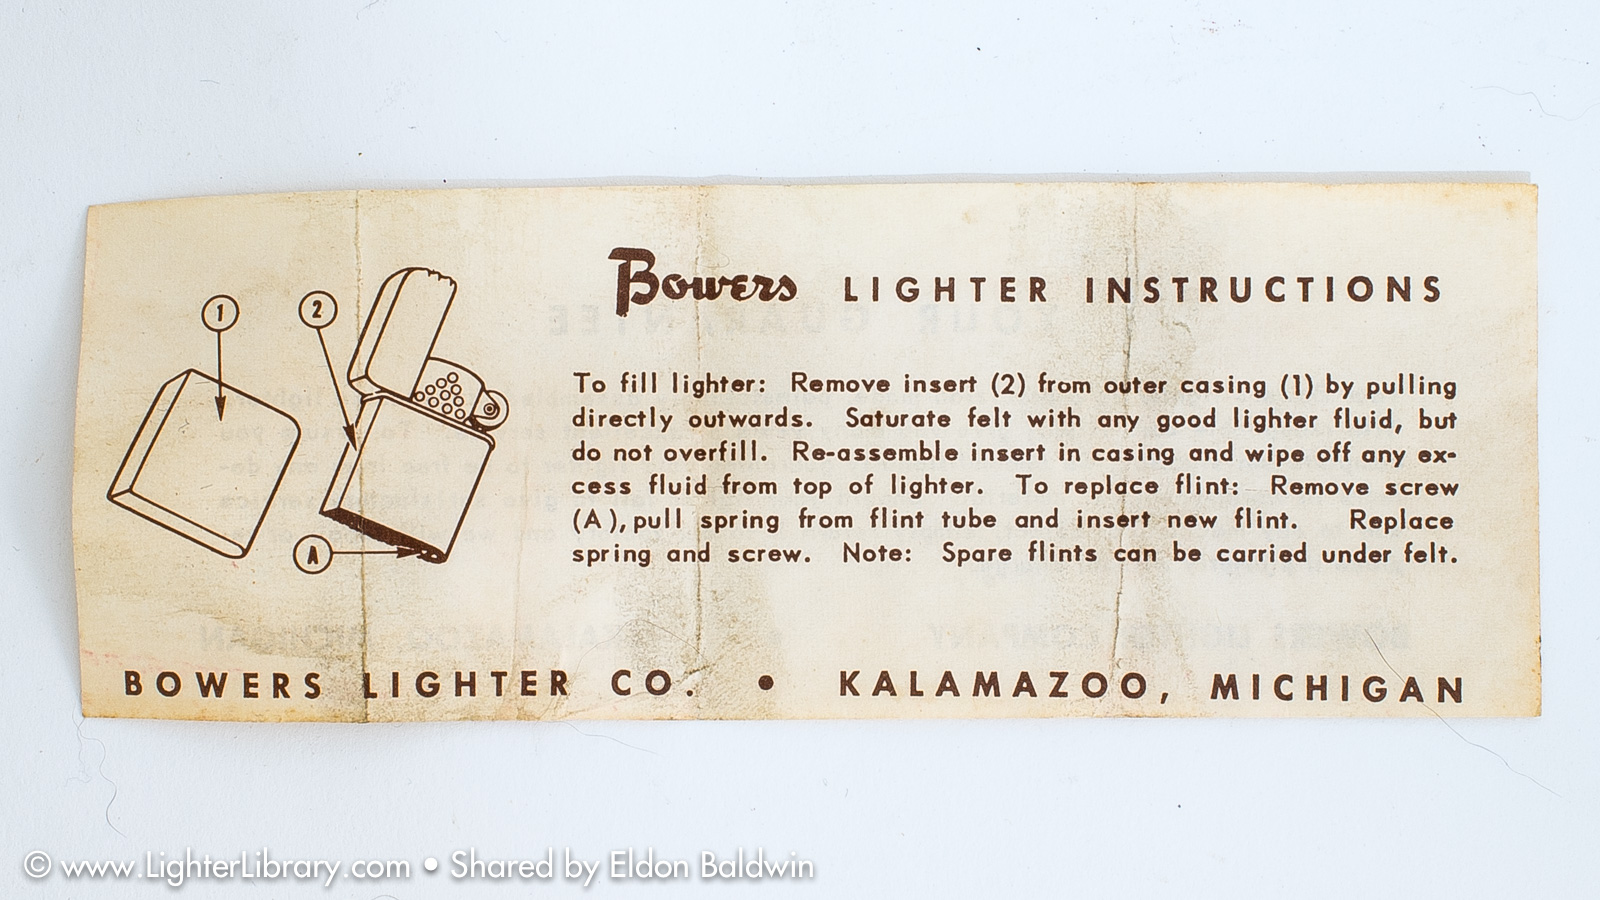 1
2
A
Bowers LIGHTER INSTRUCTIONS
To fill lighter: Remove insert (2) from outer casing (1) by pulling
directly outwards. Saturate felt with any good lighter fluid, but
do not overfill. Re-assemble insert in casing and wipe off any ex-
cess fluid from top of lighter. To replace flint: Remove screw
(A), pull spring from flint tube and insert new flint. Replace
spring and screw. Note: Spare flints can be carried under felt.
BOWERS LIGHTER CO. • KALAMAZOO, MICHIGAN
© www.LighterLibrary.com • Shared by Eldon Baldwin